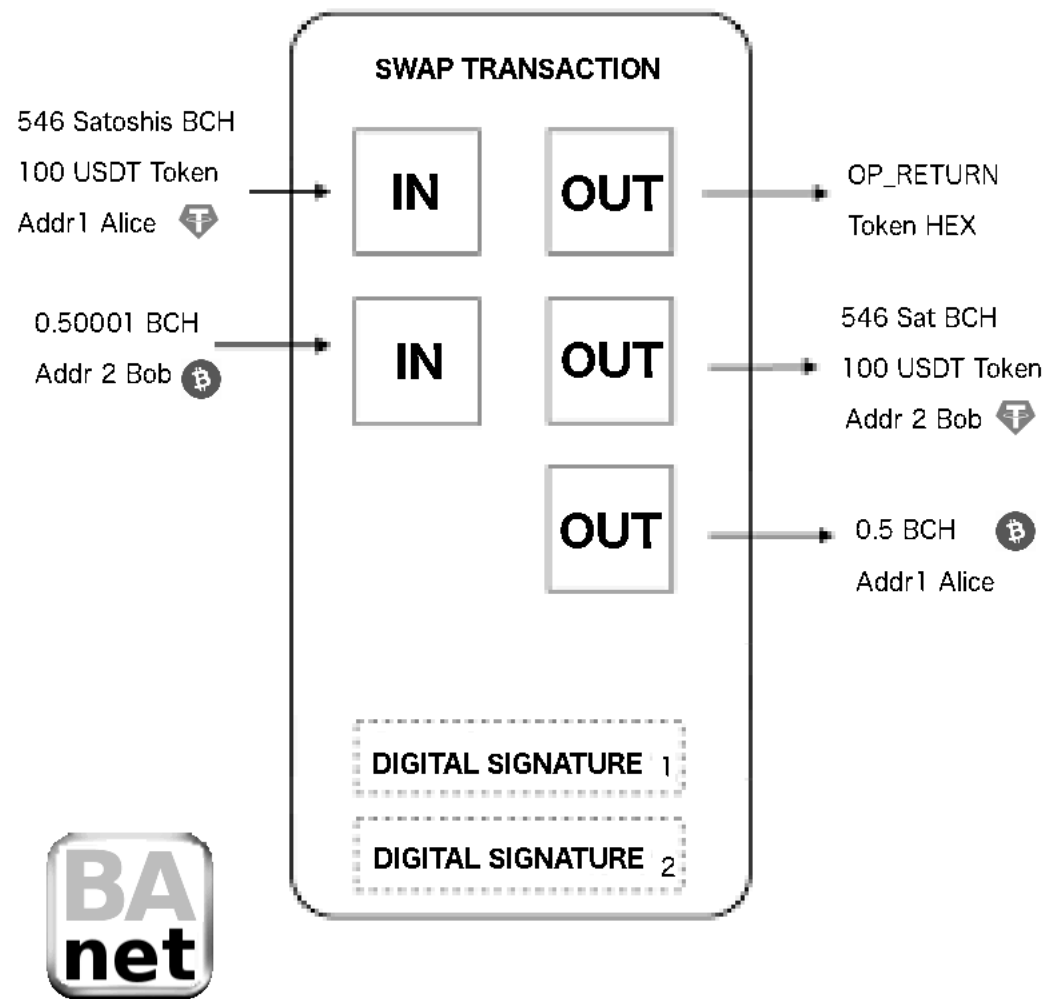 SWAP TRANSACTION
546 Satoshis BCH
100 USDT Token
Addr1 Alice
IN
OUT
OP_RETURN
Token HEX
0.50001 BCH
Addr 2 Bob
IN
OUT
546 Sat BCH
100 USDT Token
Addr 2 Bob
OUT
0.5 BCH
Addr1 Alice
DIGITAL SIGNATURE 1
DIGITAL SIGNATURE 2
BA
net